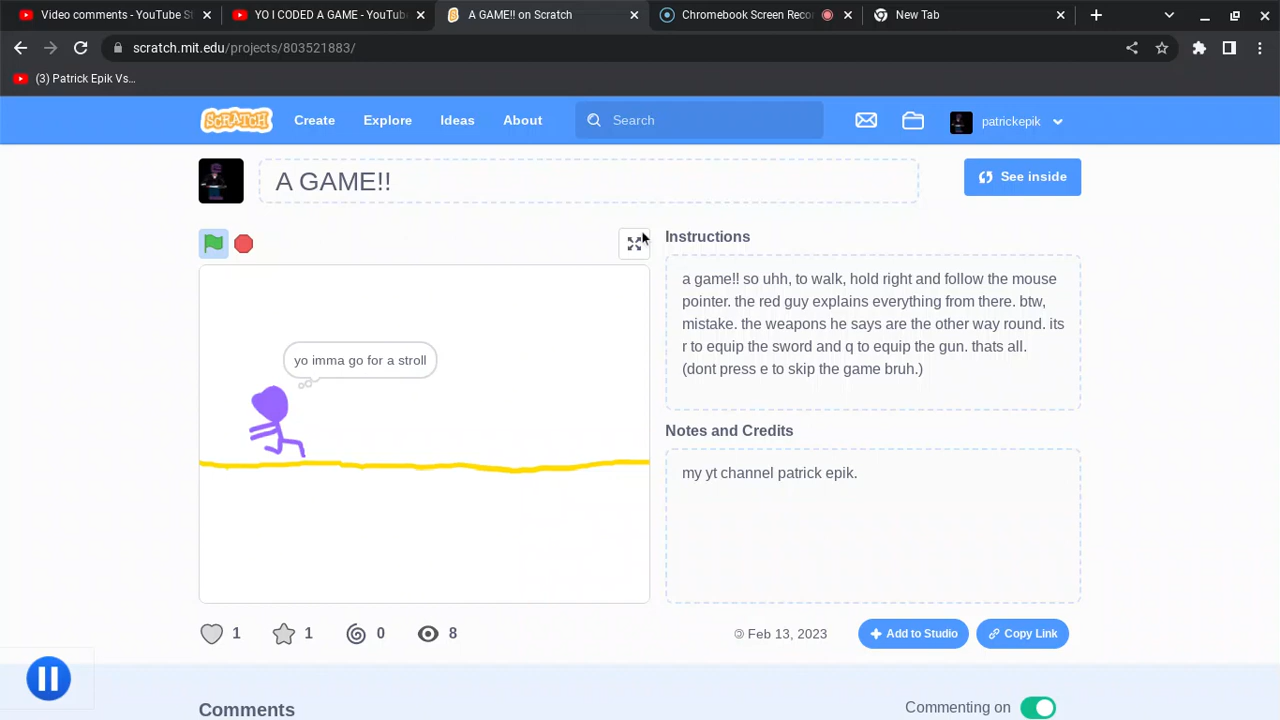 Video comments - YouTube St
YO I CODED A GAME - YouTube
A GAME!! on Scratch
Chromebook Screen Reco
New Tab
scratch.mit.edu/projects/803521883/
(3) Patrick Epik Vs...
SCRATCH
Create
Explore
Ideas
About
Search
patrickepik
A GAME!!
See inside
Instructions
a game!! so uhh, to walk, hold right and follow the mouse
pointer. the red guy explains everything from there. btw,
mistake. the weapons he says are the other way round. its
r to equip the sword and q to equip the gun. thats all.
(dont press e to skip the game bruh.)
yo imma go for a stroll
Notes and Credits
my yt channel patrick epik.
1
1
0
8
Feb 13, 2023
Add to Studio
Copy Link
Comments
Commenting on